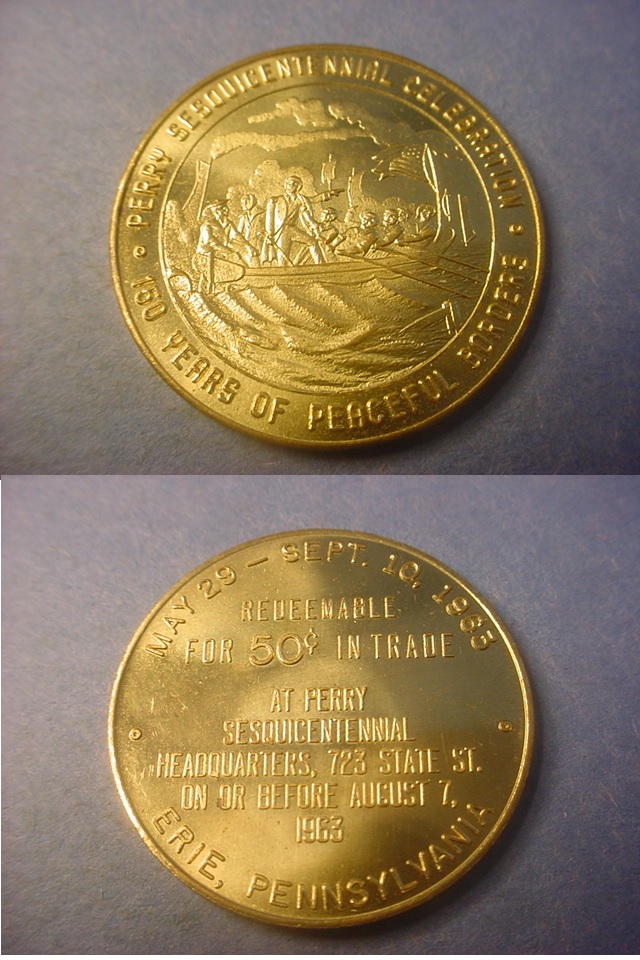 PERRY SESQUICENTENNIAL CELEBRATION
150 YEARS OF PEACEFUL BORDERS
MAY 29 — SEPT. 10, 1963
REDEEMABLE
FOR 50¢ IN TRADE
AT PERRY
SESQUICENTENNIAL
HEADQUARTERS, 723 STATE ST.
ON OR BEFORE AUGUST 7,
1963
ERIE, PENNSYLVANIA